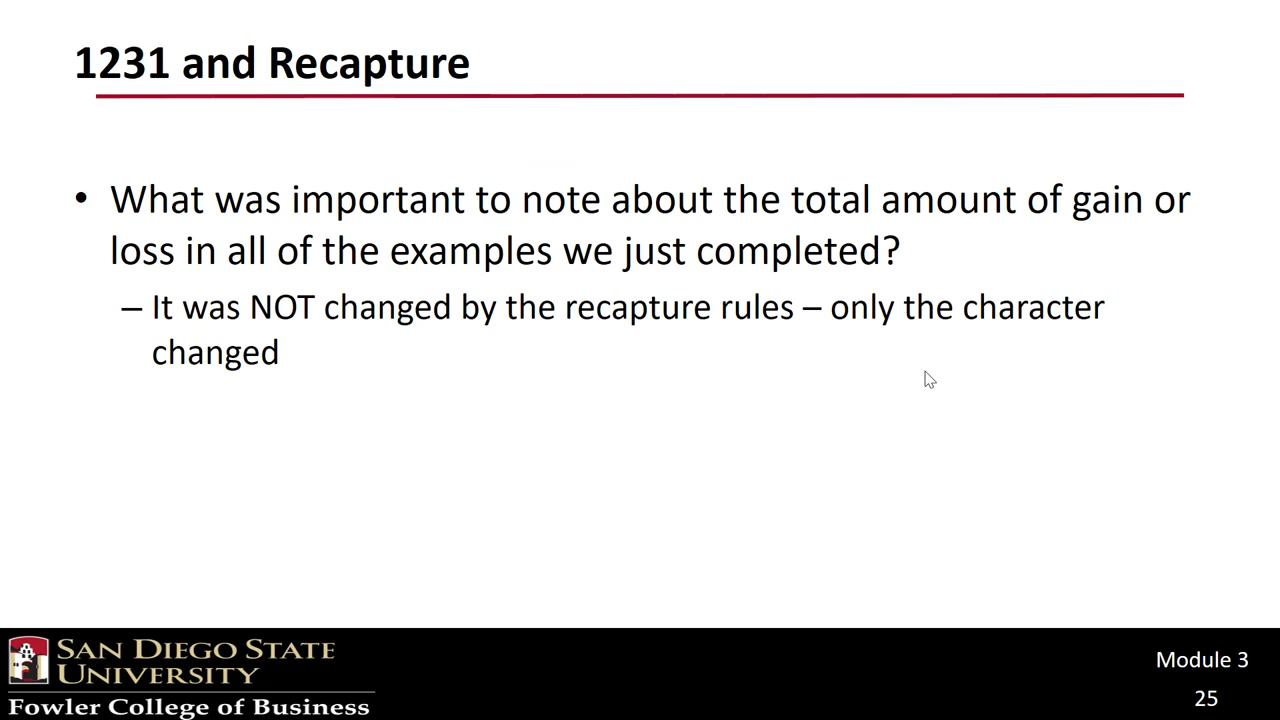 1231 and Recapture
• What was important to note about the total amount of gain or
loss in all of the examples we just completed?
– It was NOT changed by the recapture rules – only the character
changed
SAN DIEGO STATE
UNIVERSITY
Fowler College of Business
Module 3
25